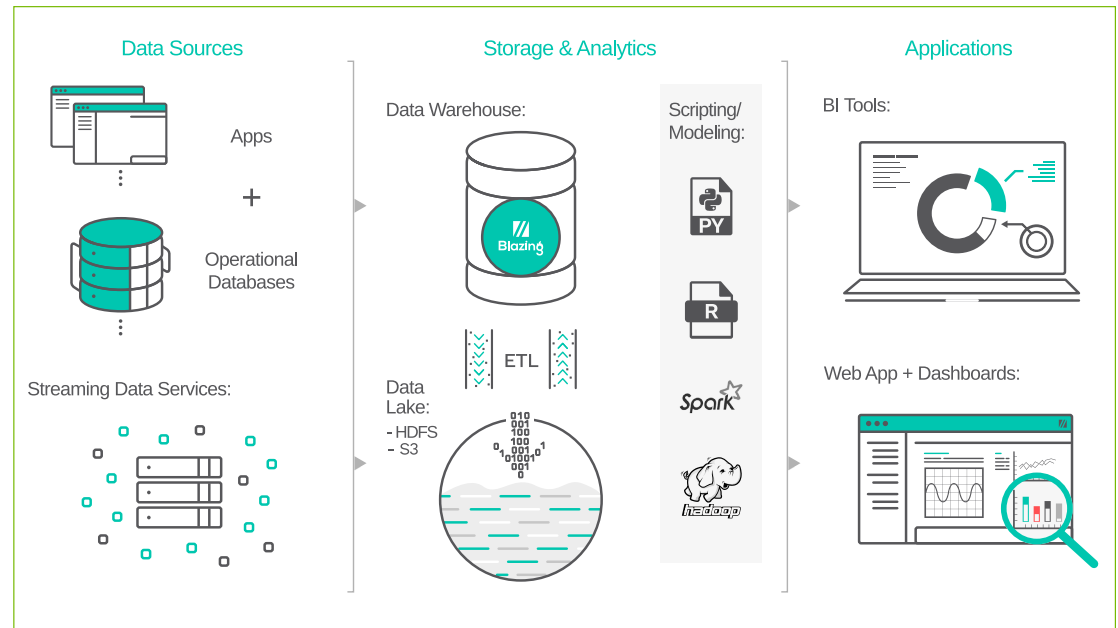 Data Sources
Apps
+
Operational
Databases
Streaming Data Services:
Storage & Analytics
Data Warehouse:
Blazing
ETL
Data
Lake:
- HDFS
- S3
010
001
100
100
0 001 1
1 0
01001
001
0
Scripting/
Modeling:
PY
R
Spark
hadoop
Applications
BI Tools:
Web App + Dashboards: